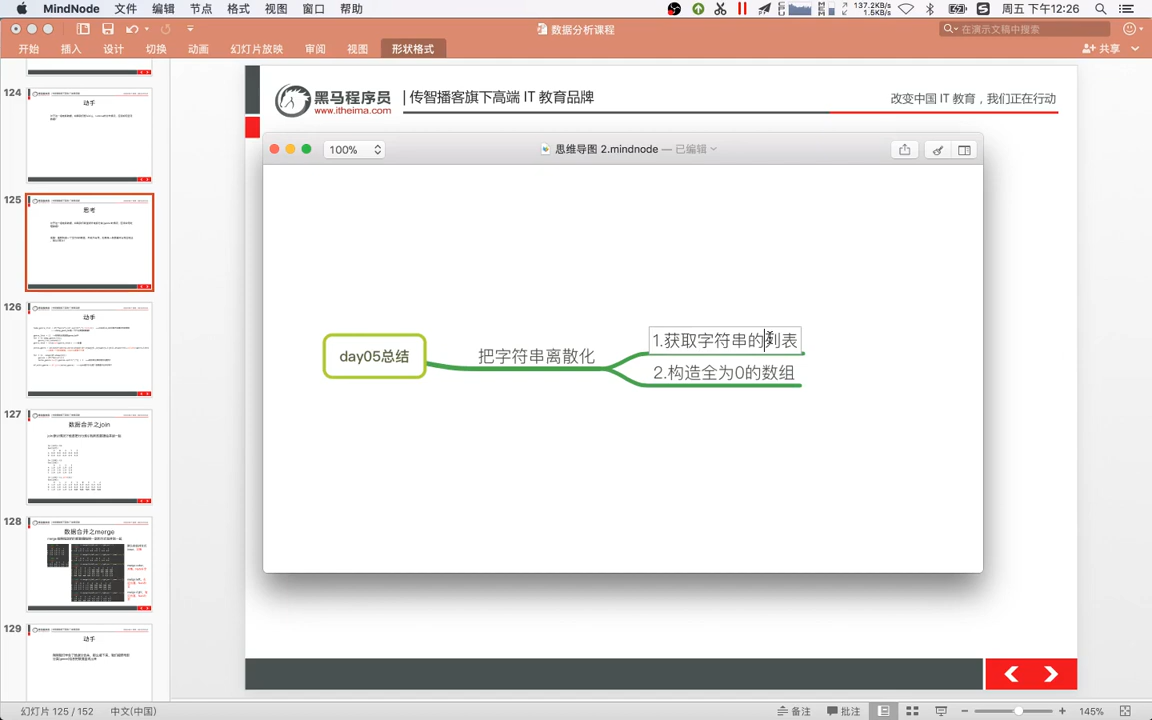 MindNode 文件 编辑 节点 格式 视图 窗口 帮助 137.2KB/s 1.5KB/s 周五 下午12:26
数据分析课程 在演示文稿中搜索
开始 插入 设计 切换 动画 幻灯片放映 审阅 视图 形状格式 共享
124
动手
125
思考
126
动手
127
数据合并之join
128
数据合并之merge
129
动手
黑马程序员
www.itheima.com
传智播客旗下高端 IT 教育品牌
改变中国 IT 教育，我们正在行动
100% 思维导图 2.mindnode — 已编辑
day05总结
把字符串离散化
1.获取字符串的列表
2.构造全为0的数组
幻灯片 125 / 152 中文(中国) 备注 批注 145%